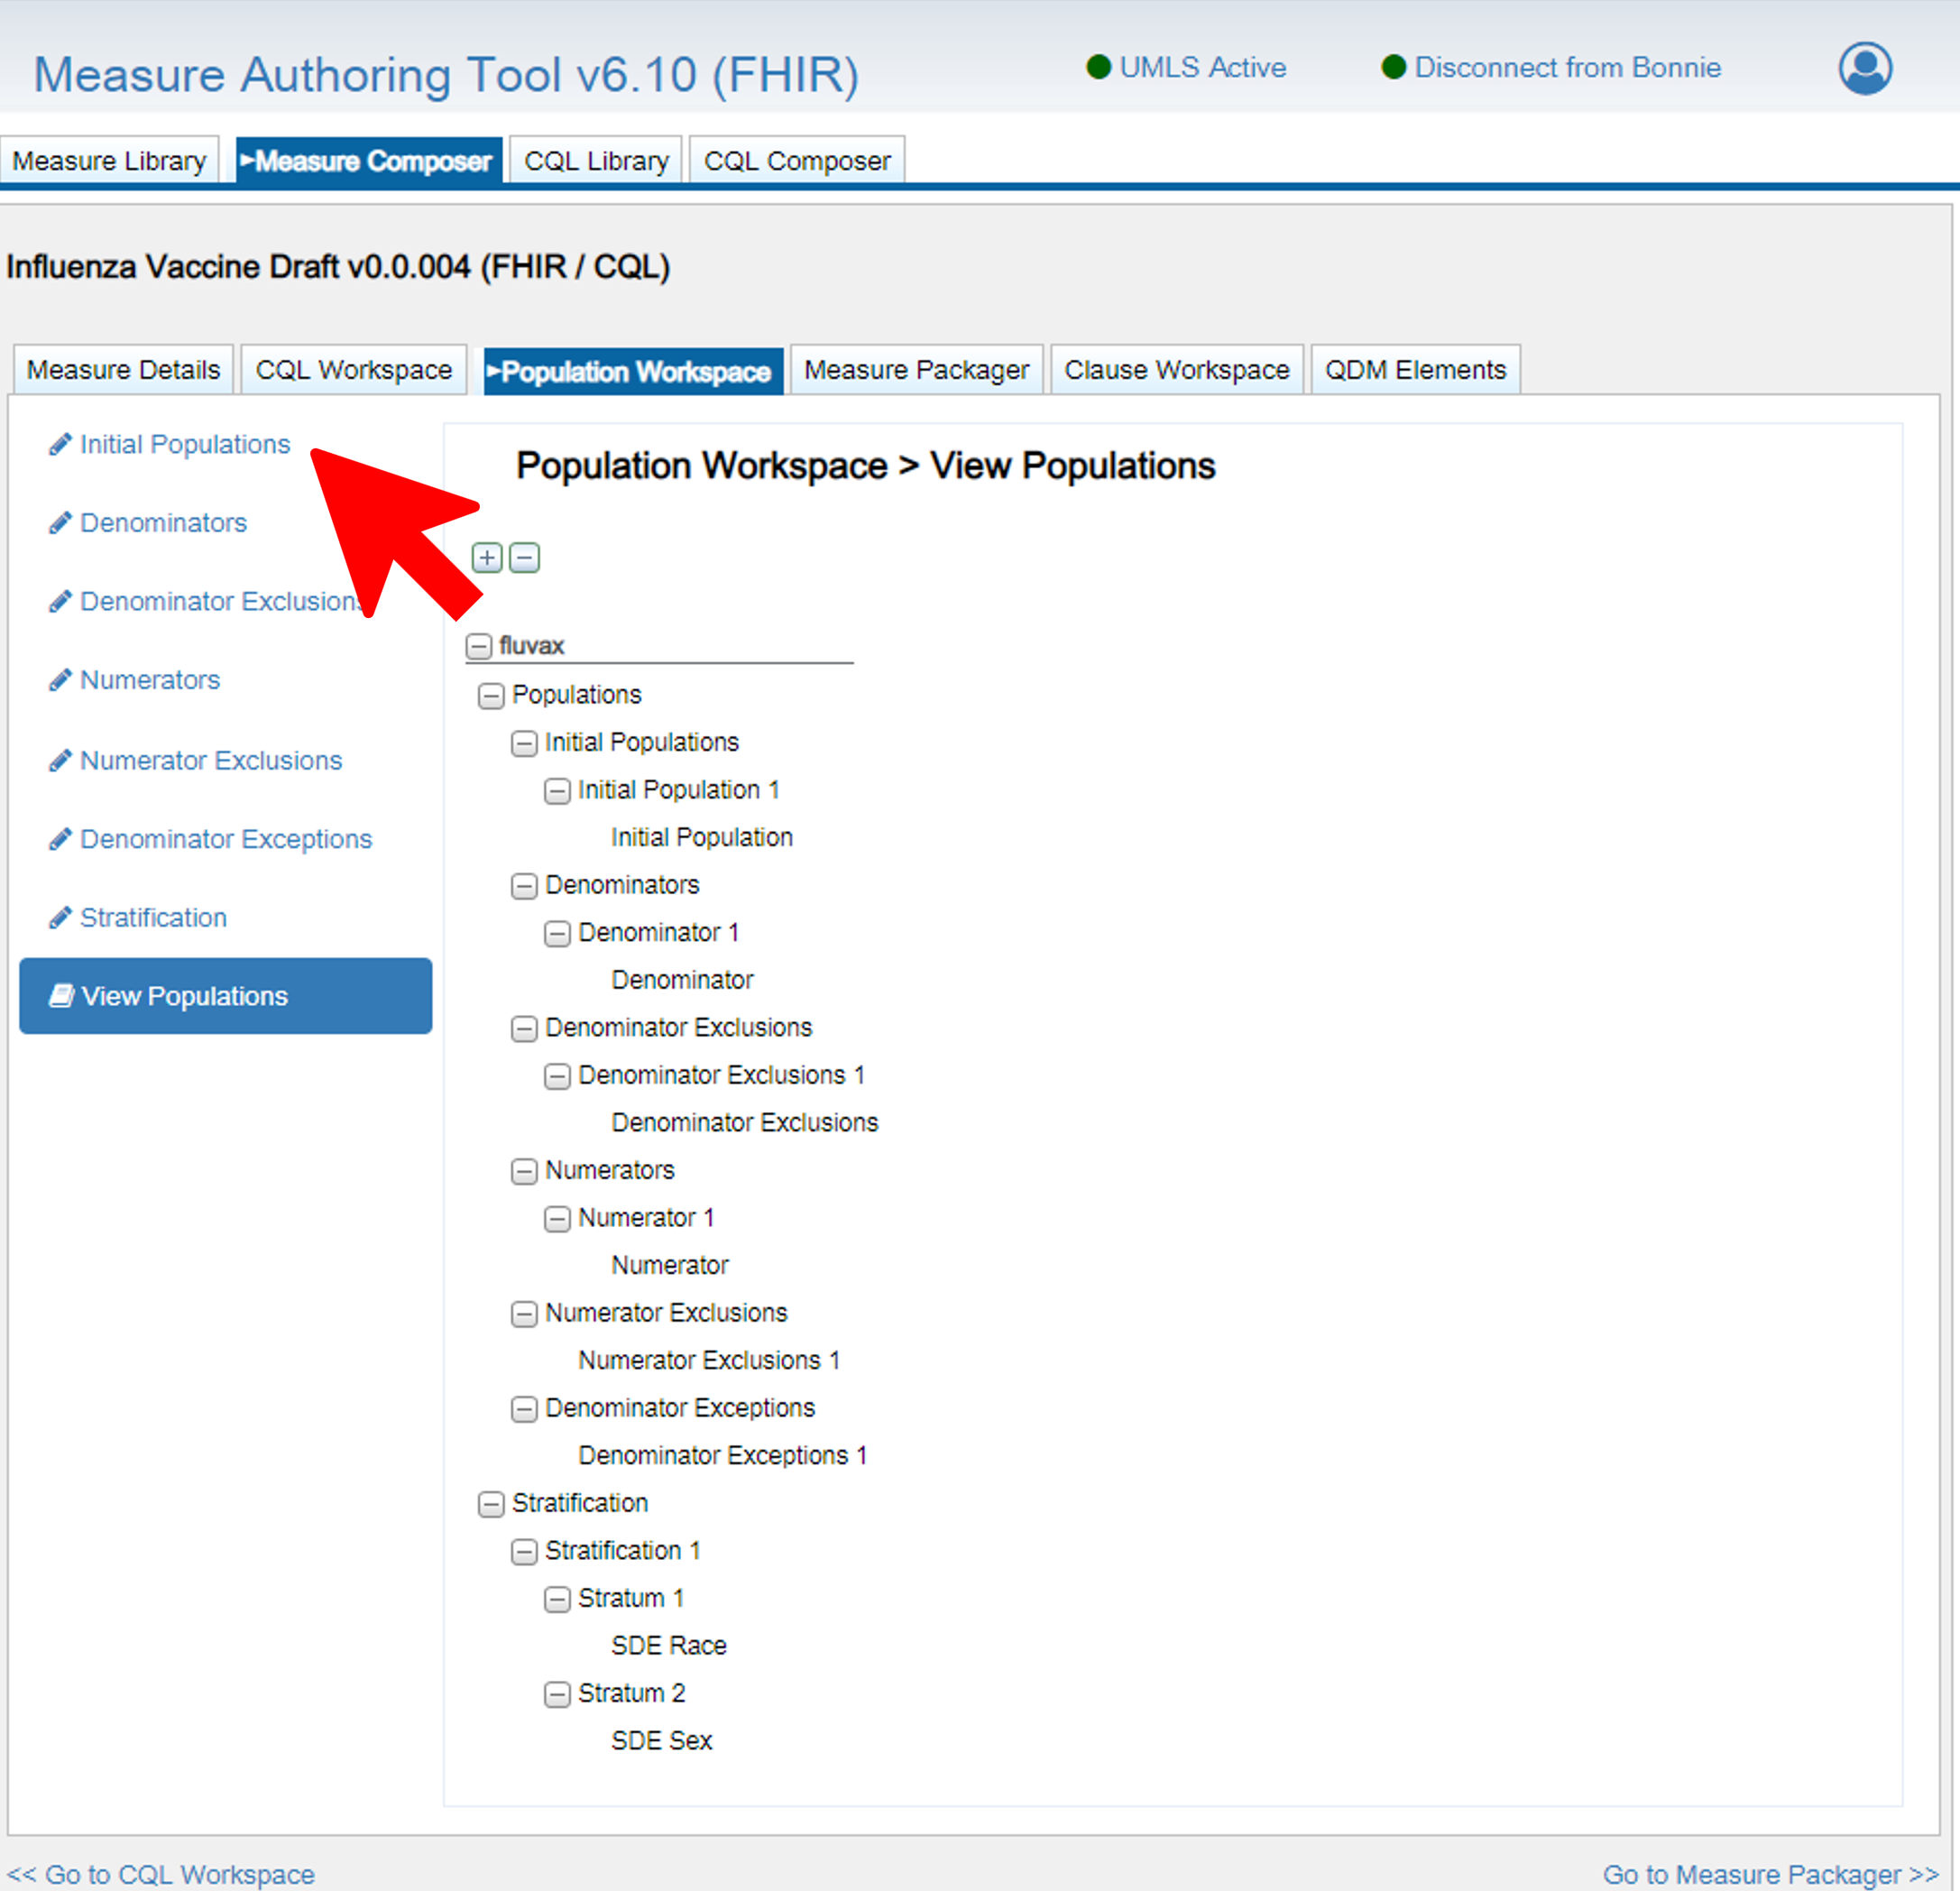 Measure Authoring Tool v6.10 (FHIR)
UMLS Active
Disconnect from Bonnie
Measure Library
Measure Composer
CQL Library
CQL Composer
Influenza Vaccine Draft v0.0.004 (FHIR / CQL)
Measure Details
CQL Workspace
Population Workspace
Measure Packager
Clause Workspace
QDM Elements
Initial Populations
Denominators
Denominator Exclusions
Numerators
Numerator Exclusions
Denominator Exceptions
Stratification
View Populations
Population Workspace > View Populations
fluvax
Populations
Initial Populations
Initial Population 1
Initial Population
Denominators
Denominator 1
Denominator
Denominator Exclusions
Denominator Exclusions 1
Denominator Exclusions
Numerators
Numerator 1
Numerator
Numerator Exclusions
Numerator Exclusions 1
Denominator Exceptions
Denominator Exceptions 1
Stratification
Stratification 1
Stratum 1
SDE Race
Stratum 2
SDE Sex
<< Go to CQL Workspace
Go to Measure Packager >>